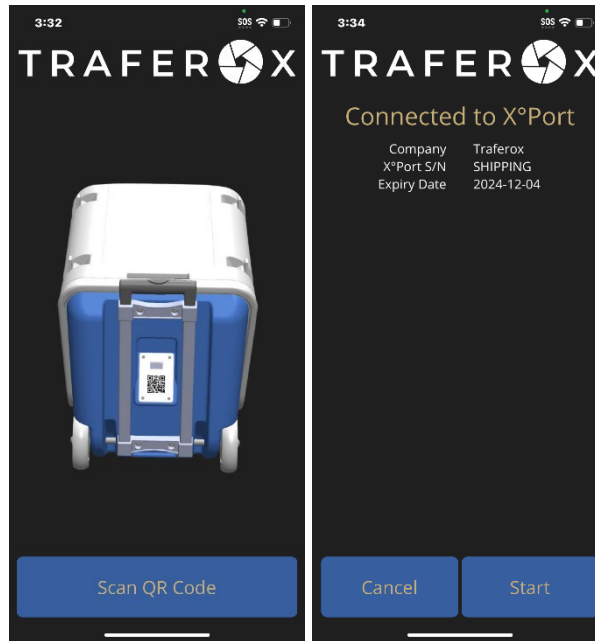 3:32
SOS
TRAFEROX
Scan QR Code
3:34
SOS
TRAFEROX
Connected to X°Port
Company Traferox
X°Port S/N SHIPPING
Expiry Date 2024-12-04
Cancel
Start